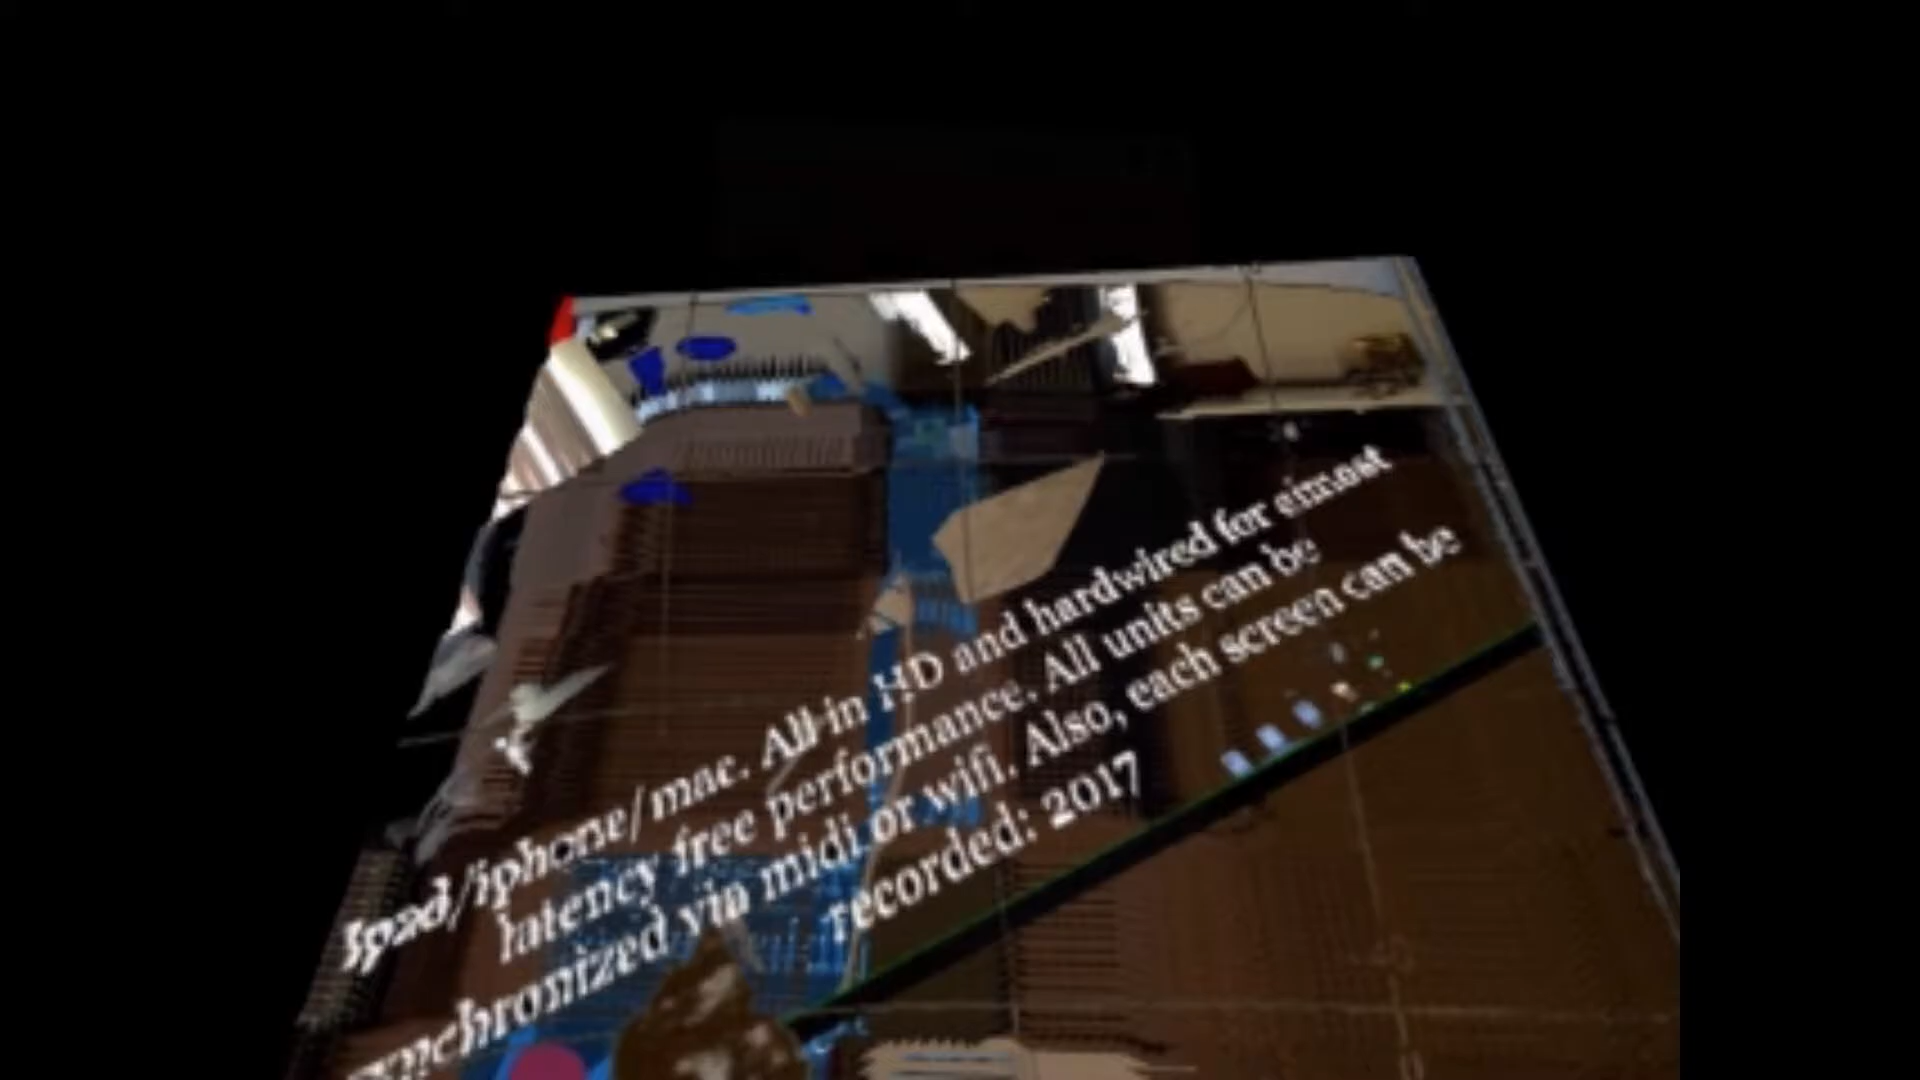 Ipad/iphone/mac. All in HD and hardwired for almost
latency free performance. All units can be
synchronized via midi or wifi. Also, each screen can be
recorded: 2017